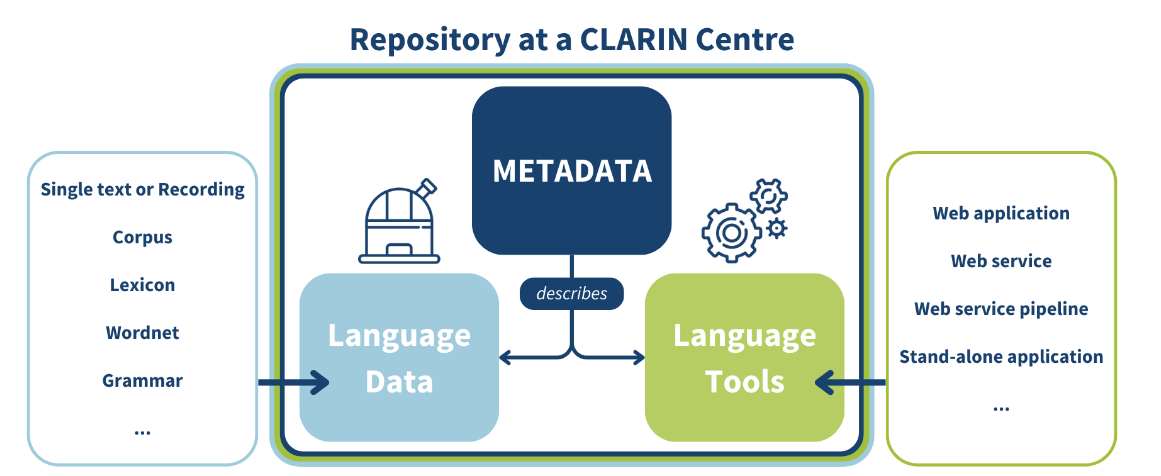 Repository at a CLARIN Centre
Single text or Recording
Corpus
Lexicon
Wordnet
Grammar
...
METADATA
describes
Language
Data
Language
Tools
Web application
Web service
Web service pipeline
Stand-alone application
...